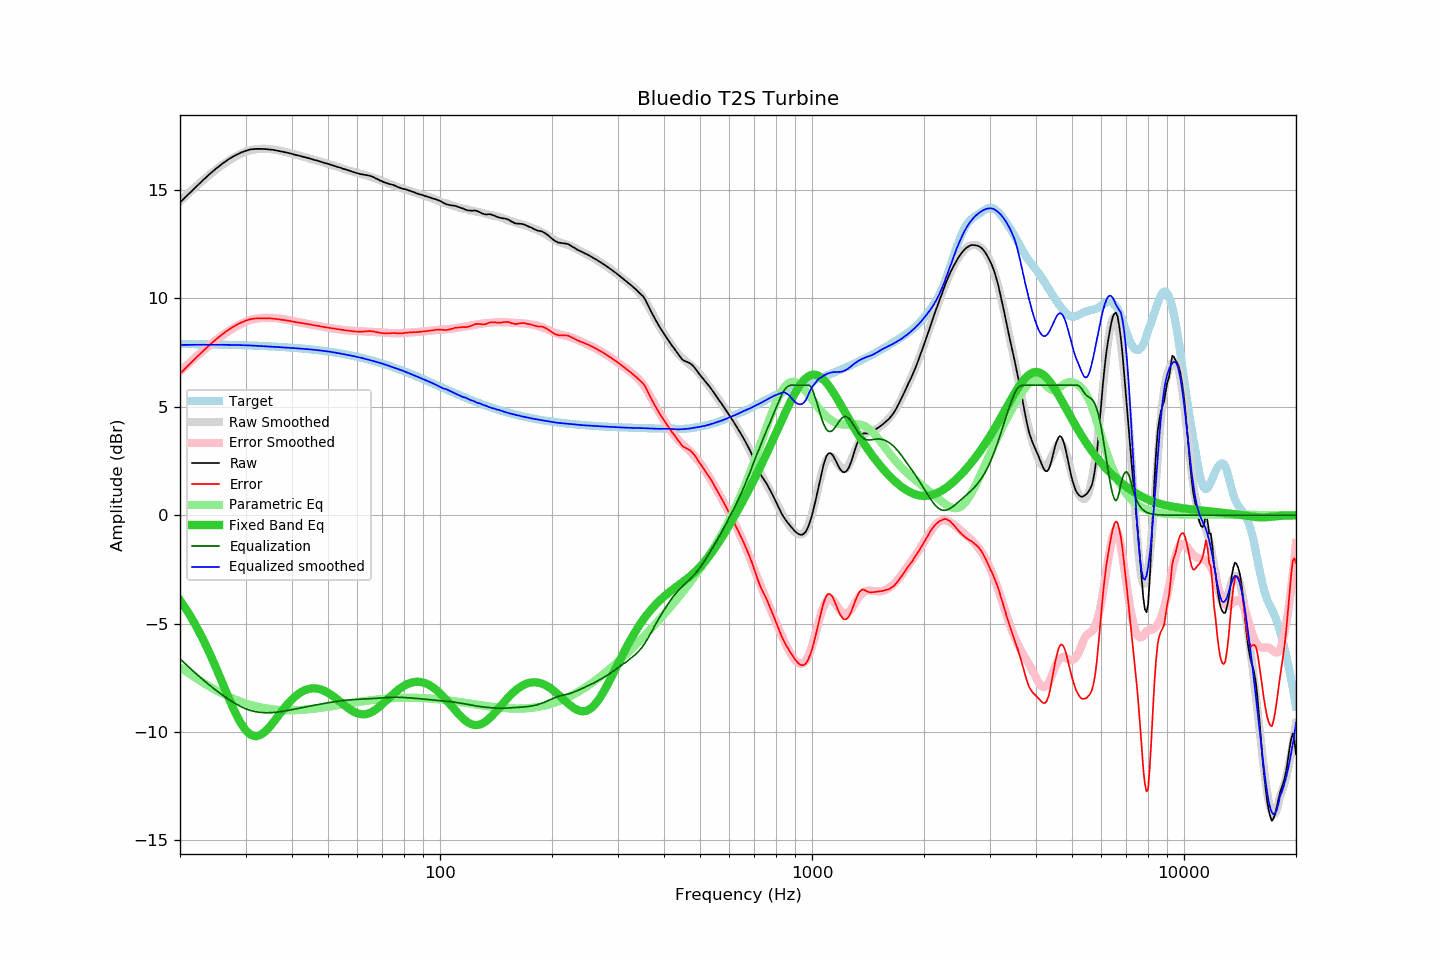 Bluedio T2S Turbine
15
10
5
0
−5
−10
−15
Amplitude (dBr)
Target
Raw Smoothed
Error Smoothed
Raw
Error
Parametric Eq
Fixed Band Eq
Equalization
Equalized smoothed
100
1000
10000
Frequency (Hz)